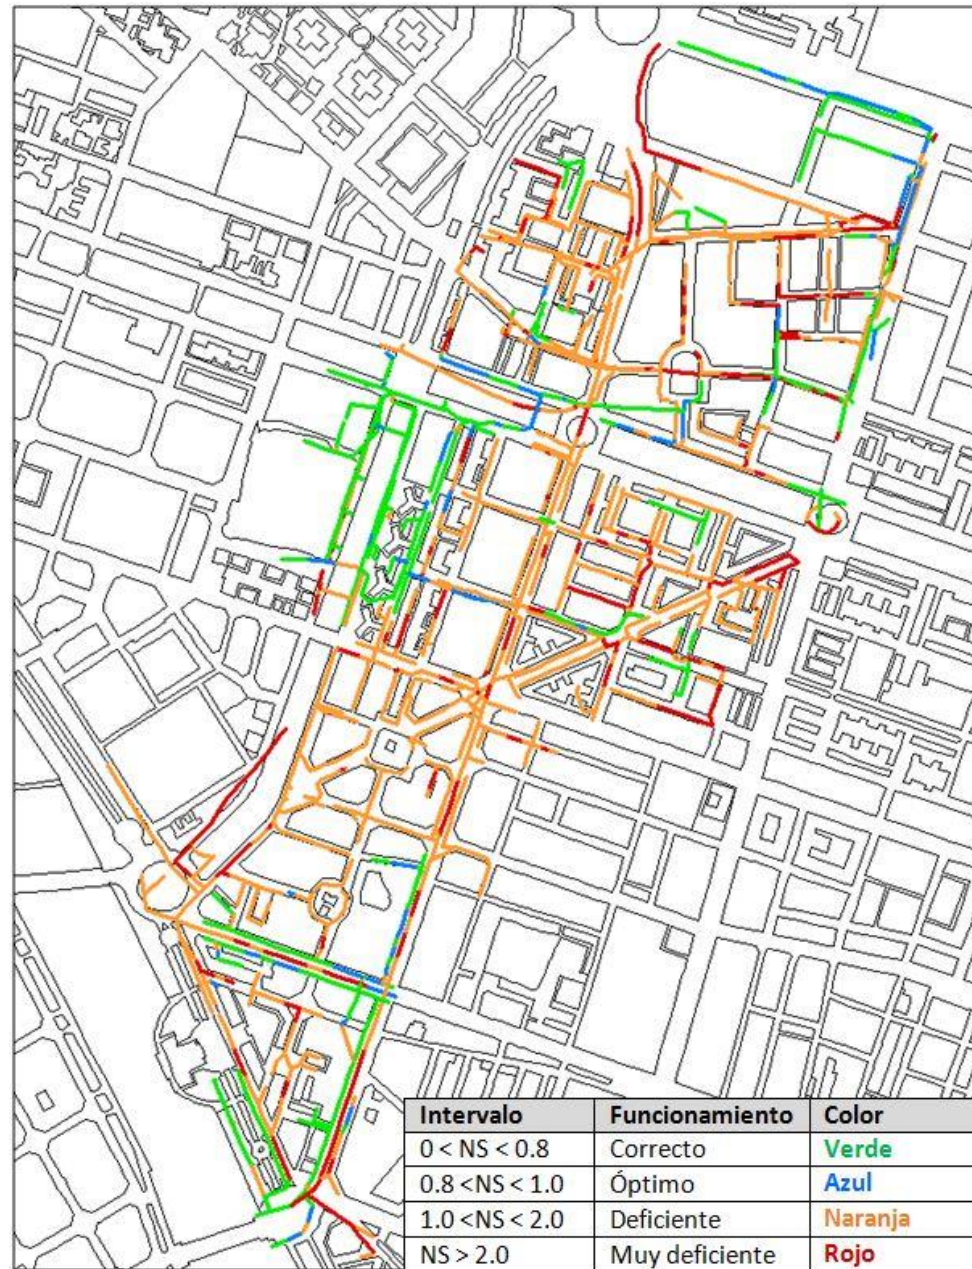 Intervalo Funcionamiento Color
0 < NS < 0.8 Correcto Verde
0.8 <NS < 1.0 Óptimo Azul
1.0 <NS < 2.0 Deficiente Naranja
NS > 2.0 Muy deficiente Rojo